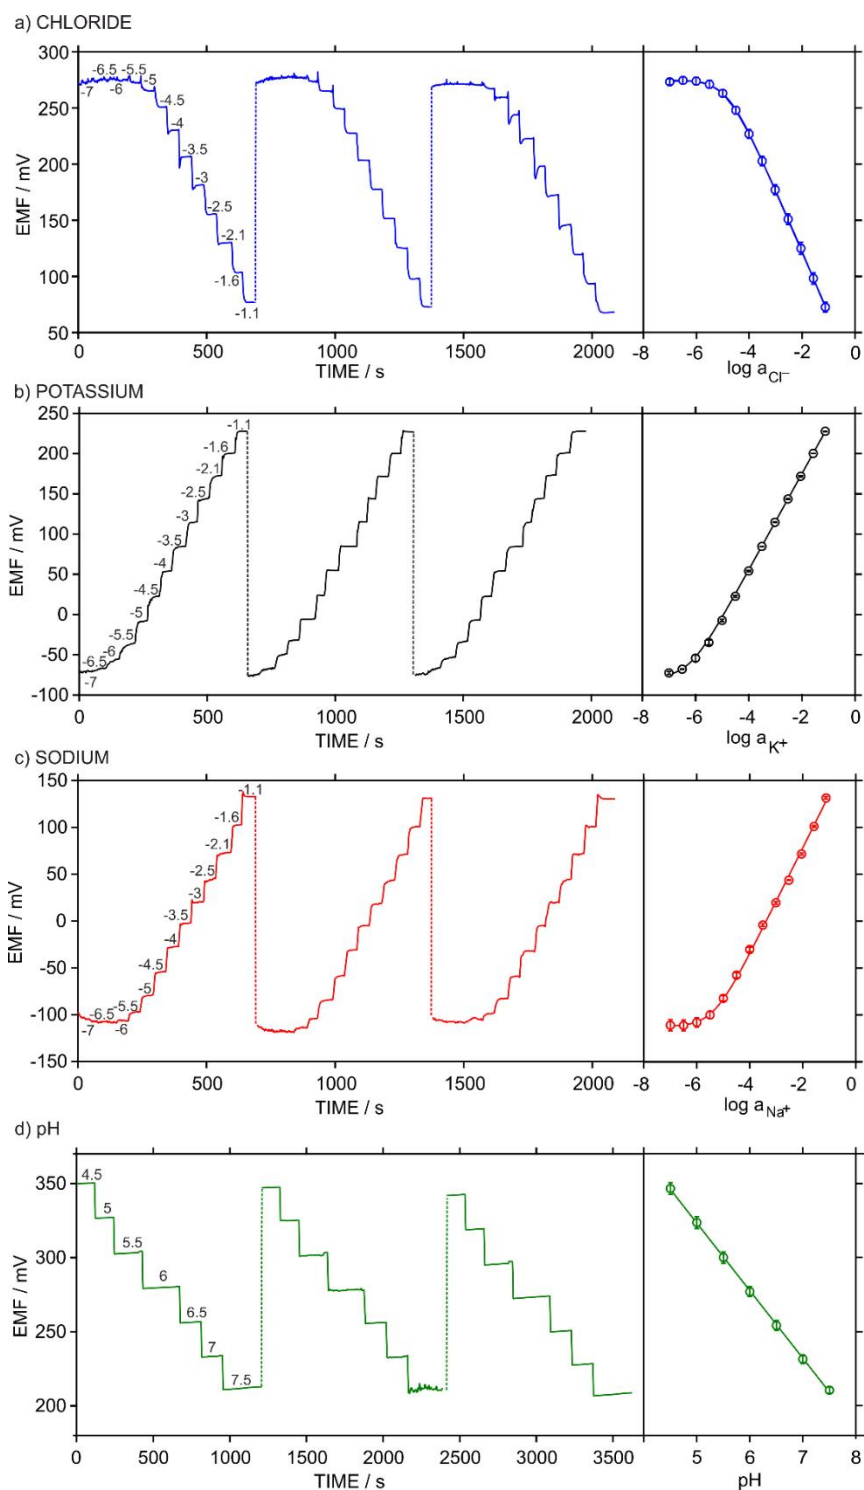 a) CHLORIDE
300
250
200
150
100
50
EMF / mV
-7
-6.5
-6
-5.5
-5
-4.5
-4
-3.5
-3
-2.5
-2.1
-1.6
-1.1
0 500 1000 1500 2000
TIME / s
-8 -6 -4 -2 0
log a Cl⁻
b) POTASSIUM
250
200
150
100
50
0
-50
-100
EMF / mV
-1.1
-1.6
-2.1
-2.5
-3
-3.5
-4
-4.5
-5
-5.5
-6
-6.5
-7
0 500 1000 1500 2000
TIME / s
-8 -6 -4 -2 0
log a K⁺
c) SODIUM
150
100
50
0
-50
-100
-150
EMF / mV
-1.1
-1.6
-2.1
-2.5
-3
-3.5
-4
-4.5
-5
-5.5
-6
-6.5
-7
0 500 1000 1500 2000
TIME / s
-8 -6 -4 -2 0
log a Na⁺
d) pH
350
300
250
200
EMF / mV
4.5
5
5.5
6
6.5
7
7.5
0 500 1000 1500 2000 2500 3000 3500
TIME / s
5 6 7 8
pH